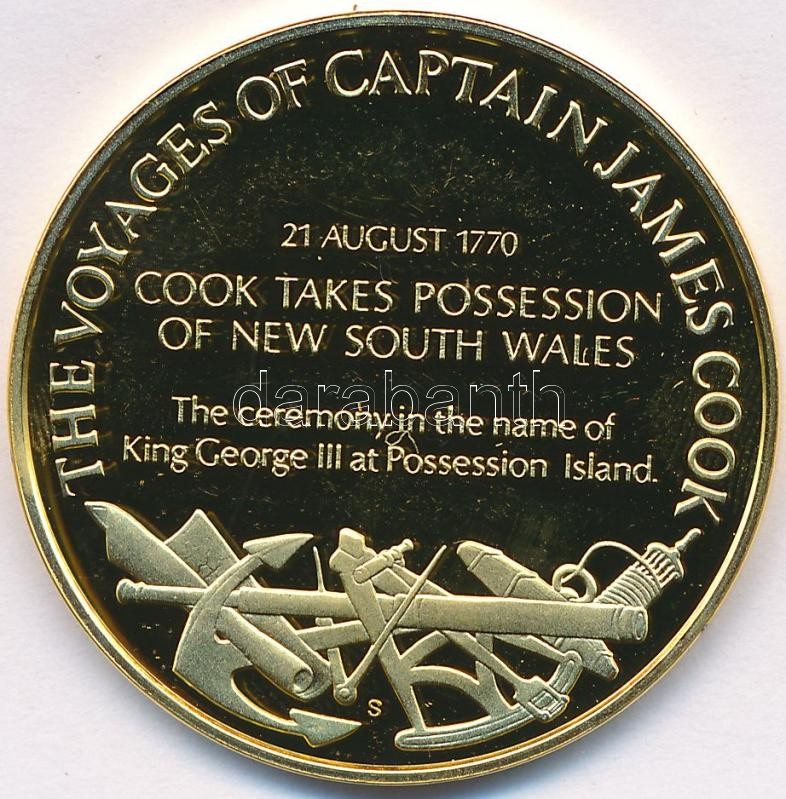 THE VOYAGES OF CAPTAIN JAMES COOK
21 AUGUST 1770
COOK TAKES POSSESSION
OF NEW SOUTH WALES
darabanth
The ceremony, in the name of
King George III at Possession Island.
S